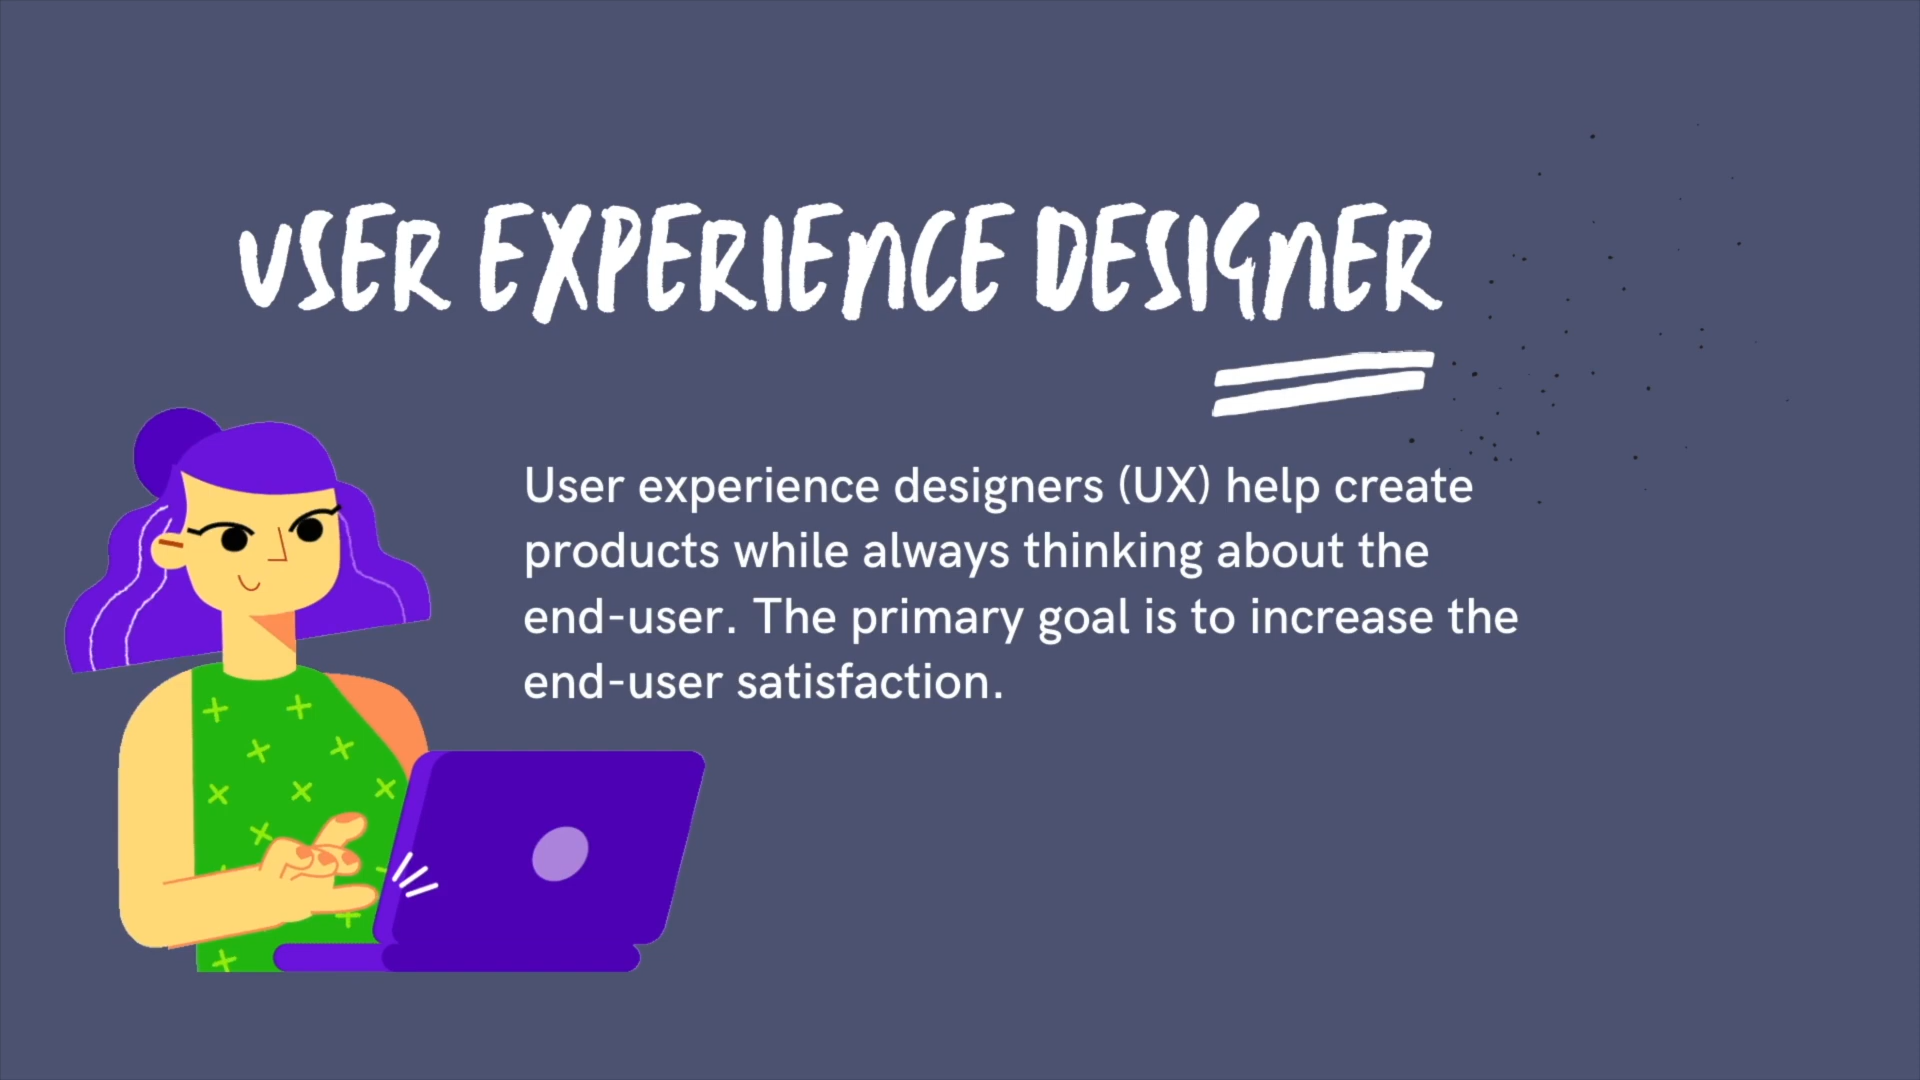 USER EXPERIENCE DESIGNER
User experience designers (UX) help create
products while always thinking about the
end-user. The primary goal is to increase the
end-user satisfaction.